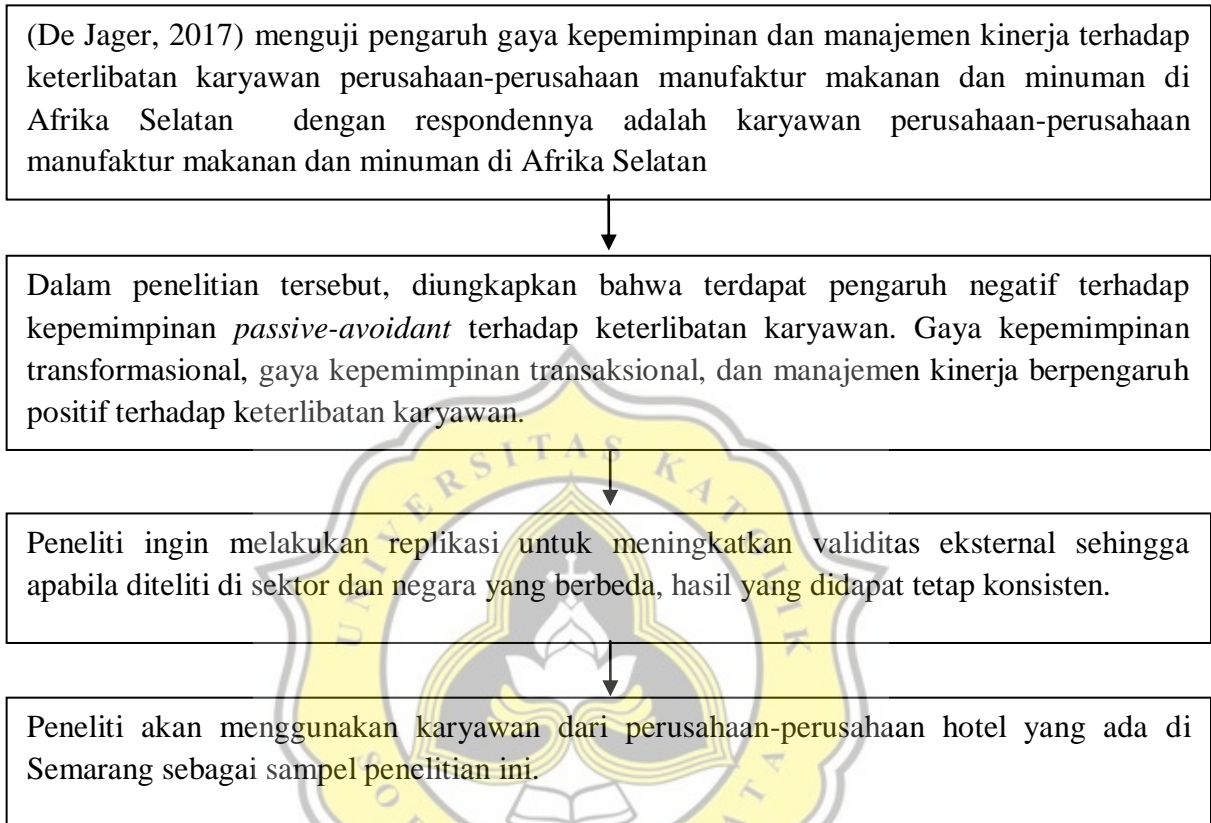 (De Jager, 2017) menguji pengaruh gaya kepemimpinan dan manajemen kinerja terhadap
keterlibatan karyawan perusahaan-perusahaan manufaktur makanan dan minuman di
Afrika Selatan dengan respondennya adalah karyawan perusahaan-perusahaan
manufaktur makanan dan minuman di Afrika Selatan
Dalam penelitian tersebut, diungkapkan bahwa terdapat pengaruh negatif terhadap
kepemimpinan passive-avoidant terhadap keterlibatan karyawan. Gaya kepemimpinan
transformasional, gaya kepemimpinan transaksional, dan manajemen kinerja berpengaruh
positif terhadap keterlibatan karyawan.
UNIVERSITAS KATOLIK
Peneliti ingin melakukan replikasi untuk meningkatkan validitas eksternal sehingga
apabila diteliti di sektor dan negara yang berbeda, hasil yang didapat tetap konsisten.
Peneliti akan menggunakan karyawan dari perusahaan-perusahaan hotel yang ada di
Semarang sebagai sampel penelitian ini.